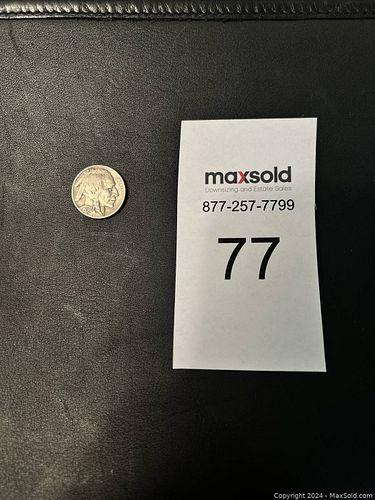 maxsold
Downsizing and Estate Sales
877-257-7799
77
Copyright 2024 - MaxSold.com